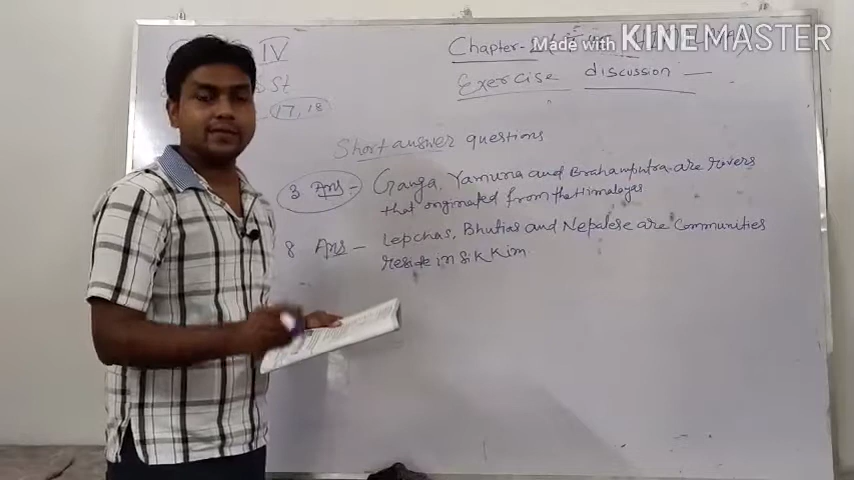 IV
Chapter-
Made with KINEMASTER
St
17, 18
Exercise discussion —
Short answer questions
3 Ans - Ganga, Yamuna and Brahamputra are rivers
that originated from the Himalayas
8 Ans - Lepchas, Bhutias and Nepalese are Communities
reside in Sikkim.